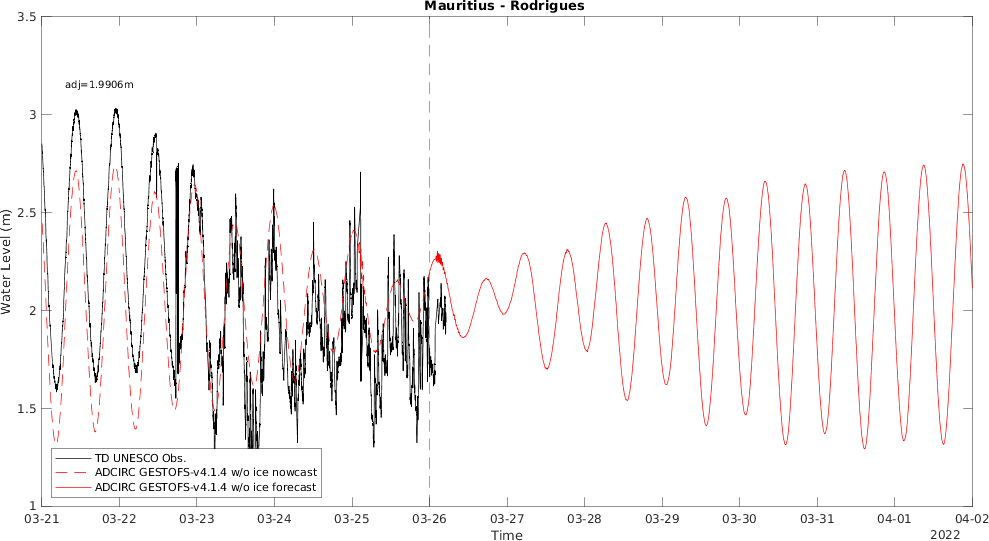 Mauritius - Rodrigues
3.5
adj=1.9906m
3
2.5
Water Level (m)
2
1.5
TD UNESCO Obs.
ADCIRC GESTOFS-v4.1.4 w/o ice nowcast
ADCIRC GESTOFS-v4.1.4 w/o ice forecast
1
03-21 03-22 03-23 03-24 03-25 03-26 03-27 03-28 03-29 03-30 03-31 04-01 04-02
Time
2022